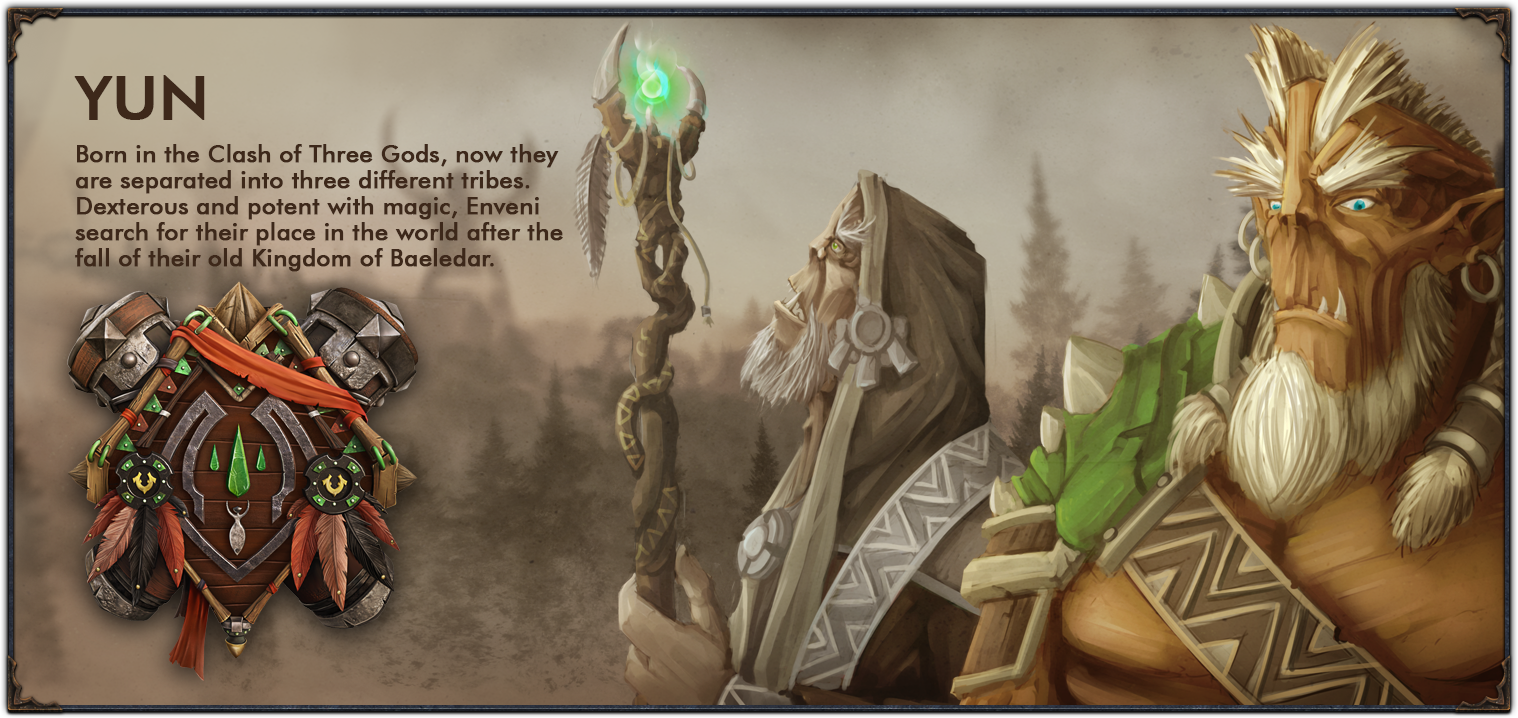 YUN
Born in the Clash of Three Gods, now they
are separated into three different tribes.
Dexterous and potent with magic, Enveni
search for their place in the world after the
fall of their old Kingdom of Baeledar.